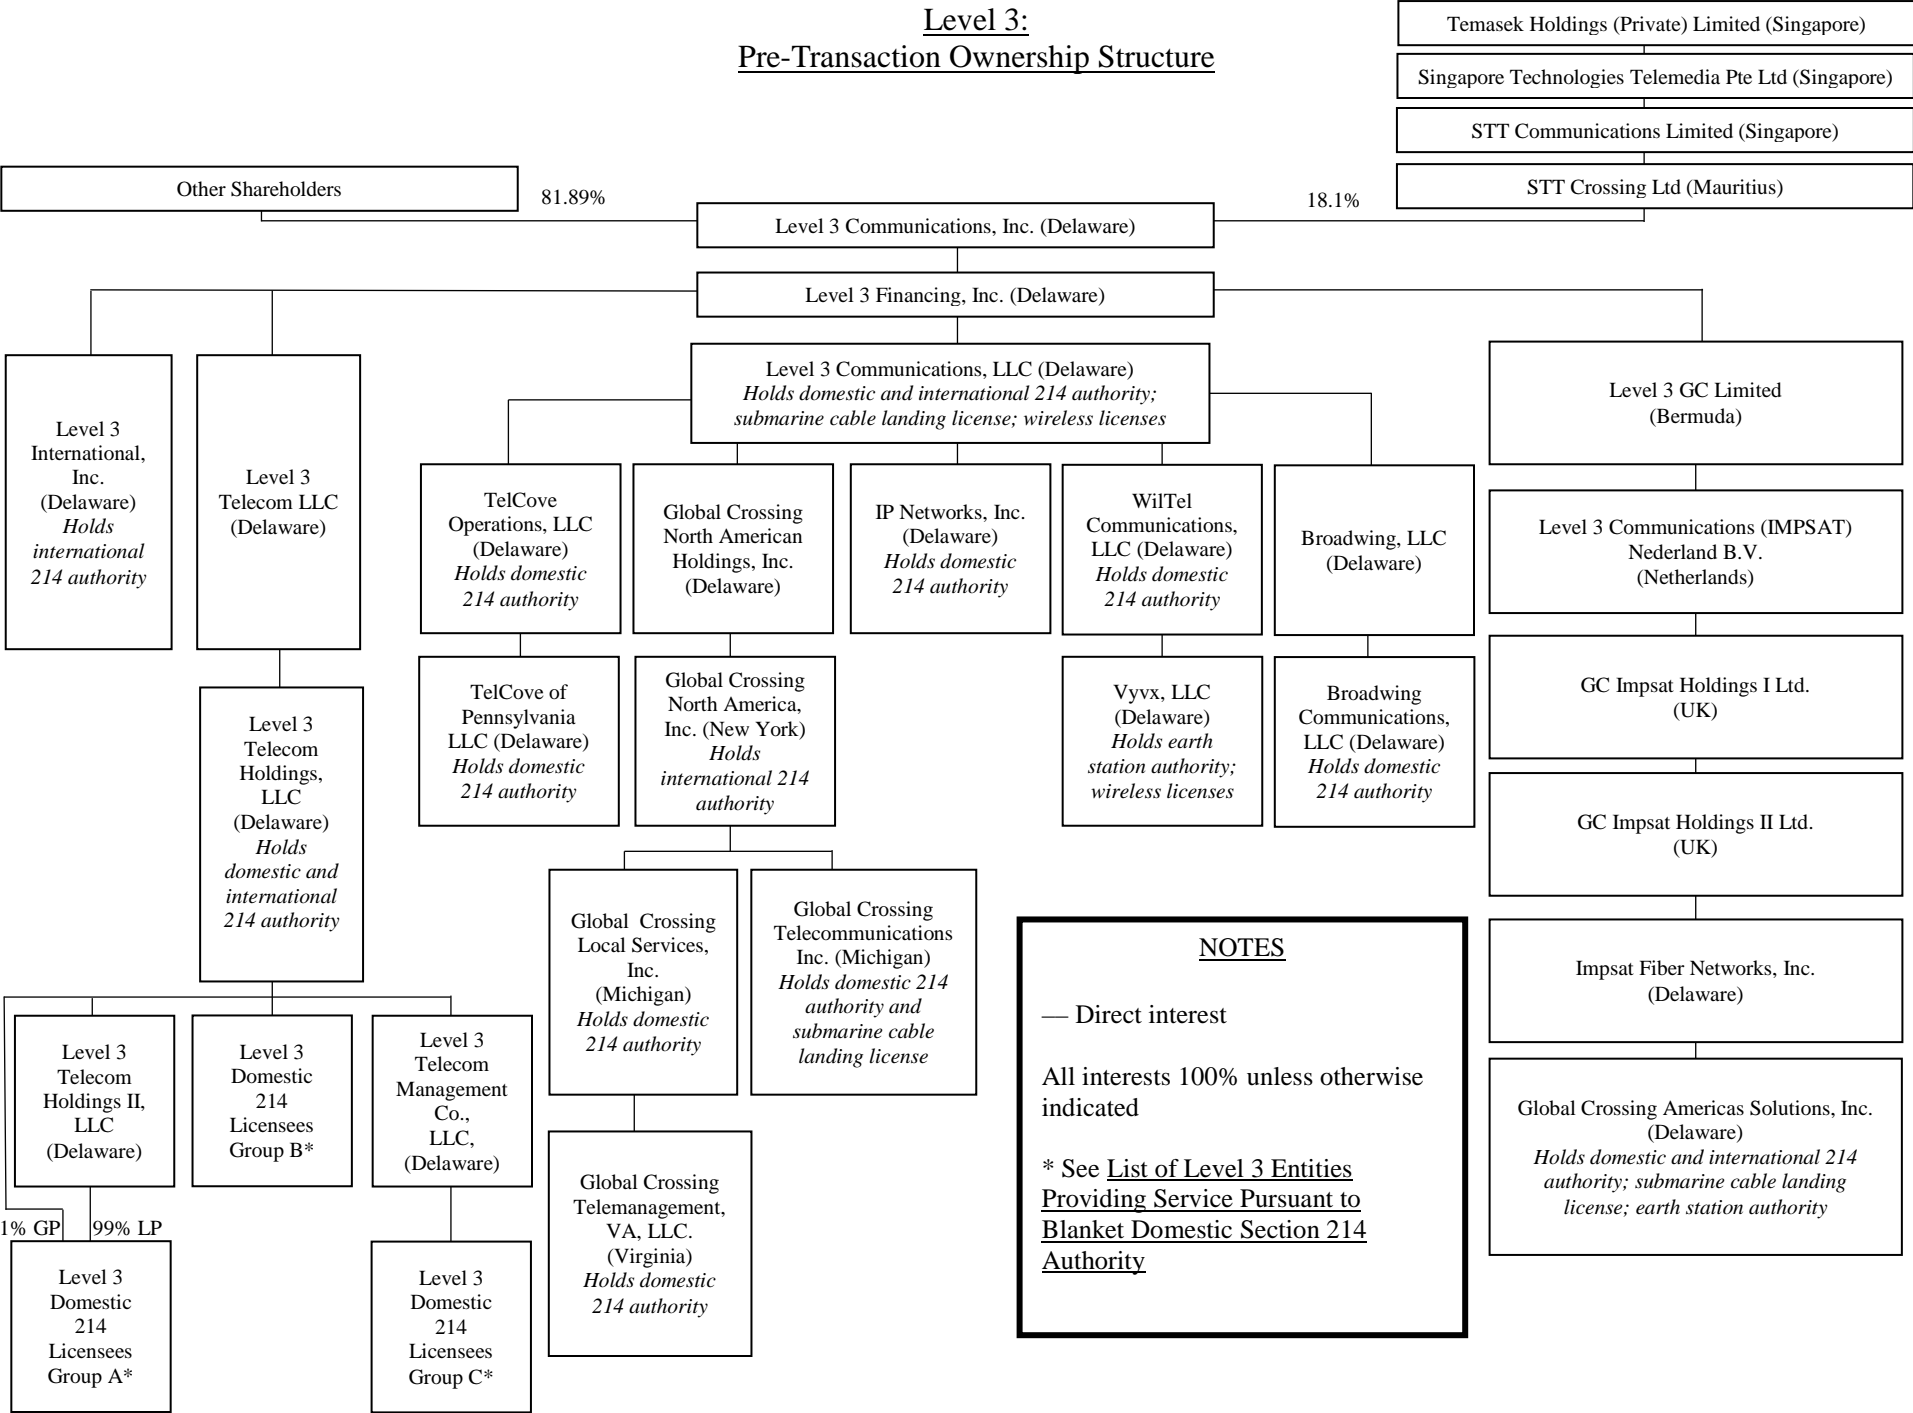 Level 3:
Pre-Transaction Ownership Structure
Temasek Holdings (Private) Limited (Singapore)
Singapore Technologies Telemedia Pte Ltd (Singapore)
STT Communications Limited (Singapore)
STT Crossing Ltd (Mauritius)
Other Shareholders
81.89%
18.1%
Level 3 Communications, Inc. (Delaware)
Level 3 Financing, Inc. (Delaware)
Level 3
International,
Inc.
(Delaware)
Holds
international
214 authority
Level 3
Telecom LLC
(Delaware)
Level 3 Communications, LLC (Delaware)
Holds domestic and international 214 authority;
submarine cable landing license; wireless licenses
Level 3 GC Limited
(Bermuda)
TelCove
Operations, LLC
(Delaware)
Holds domestic
214 authority
Global Crossing
North American
Holdings, Inc.
(Delaware)
IP Networks, Inc.
(Delaware)
Holds domestic
214 authority
WilTel
Communications,
LLC (Delaware)
Holds domestic
214 authority
Broadwing, LLC
(Delaware)
Level 3 Communications (IMPSAT)
Nederland B.V.
(Netherlands)
Level 3
Telecom
Holdings,
LLC
(Delaware)
Holds
domestic and
international
214 authority
TelCove of
Pennsylvania
LLC (Delaware)
Holds domestic
214 authority
Global Crossing
North America,
Inc. (New York)
Holds
international 214
authority
Vyvx, LLC
(Delaware)
Holds earth
station authority;
wireless licenses
Broadwing
Communications,
LLC (Delaware)
Holds domestic
214 authority
GC Impsat Holdings I Ltd.
(UK)
GC Impsat Holdings II Ltd.
(UK)
Global Crossing
Local Services,
Inc.
(Michigan)
Holds domestic
214 authority
Global Crossing
Telecommunications
Inc. (Michigan)
Holds domestic 214
authority and
submarine cable
landing license
Impsat Fiber Networks, Inc.
(Delaware)
Level 3
Telecom
Holdings II,
LLC
(Delaware)
Level 3
Domestic
214
Licensees
Group B*
Level 3
Telecom
Management
Co.,
LLC,
(Delaware)
Global Crossing Americas Solutions, Inc.
(Delaware)
Holds domestic and international 214
authority; submarine cable landing
license; earth station authority
Global Crossing
Telemanagement,
VA, LLC.
(Virginia)
Holds domestic
214 authority
1% GP
99% LP
Level 3
Domestic
214
Licensees
Group A*
Level 3
Domestic
214
Licensees
Group C*
NOTES
— Direct interest
All interests 100% unless otherwise
indicated
* See List of Level 3 Entities
Providing Service Pursuant to
Blanket Domestic Section 214
Authority